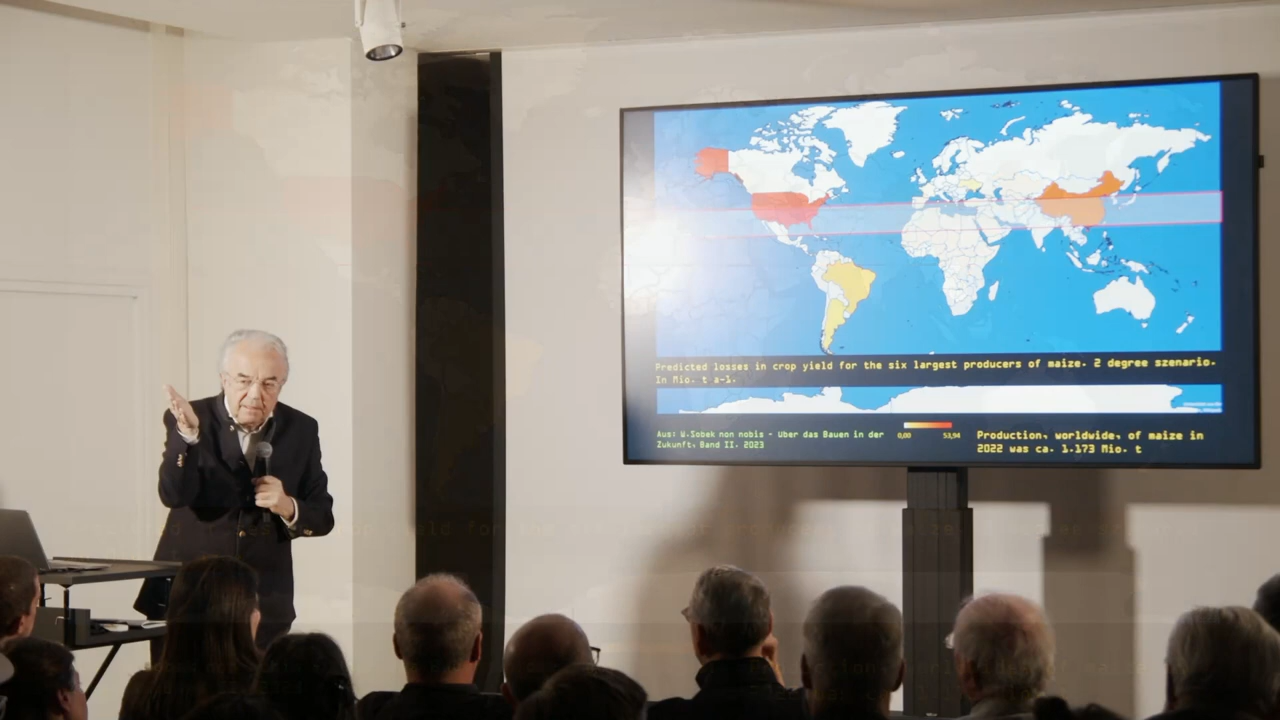 Predicted losses in crop yield for the six largest producers of maize. 2 degree szenario.
In Mio. t a-1.
Aus: W.Sobek non nobis - Uber das Bauen in der
Zukunft, Band II. 2023
0,00 53,94
Production, worldwide, of maize in
2022 was ca. 1.173 Mio. t